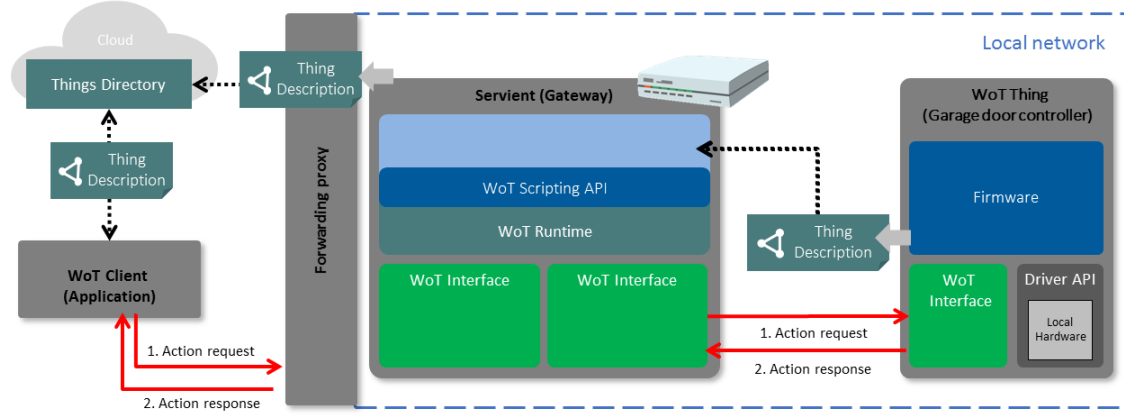 Cloud
Things Directory
Thing
Description
Thing
Description
WoT Client
(Application)
1. Action request
2. Action response
Forwarding proxy
Local network
Servient (Gateway)
WoT Scripting API
WoT Runtime
WoT Interface
WoT Interface
Thing
Description
1. Action request
2. Action response
WoT Thing
(Garage door controller)
Firmware
WoT
Interface
Driver API
Local
Hardware